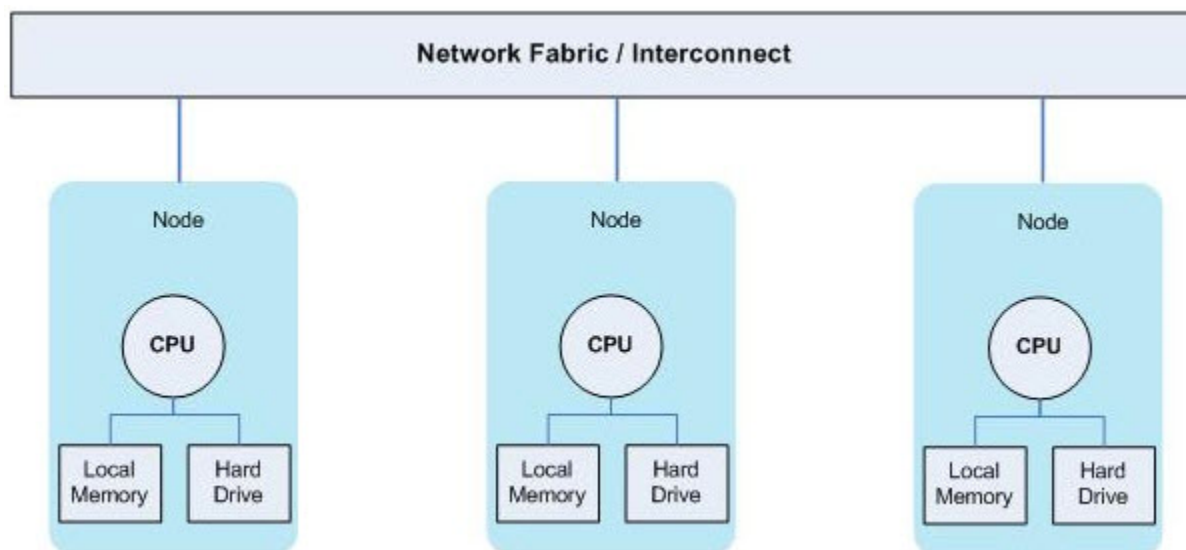 Network Fabric / Interconnect
Node
Node
Node
CPU
CPU
CPU
Local
Memory
Hard
Drive
Local
Memory
Hard
Drive
Local
Memory
Hard
Drive